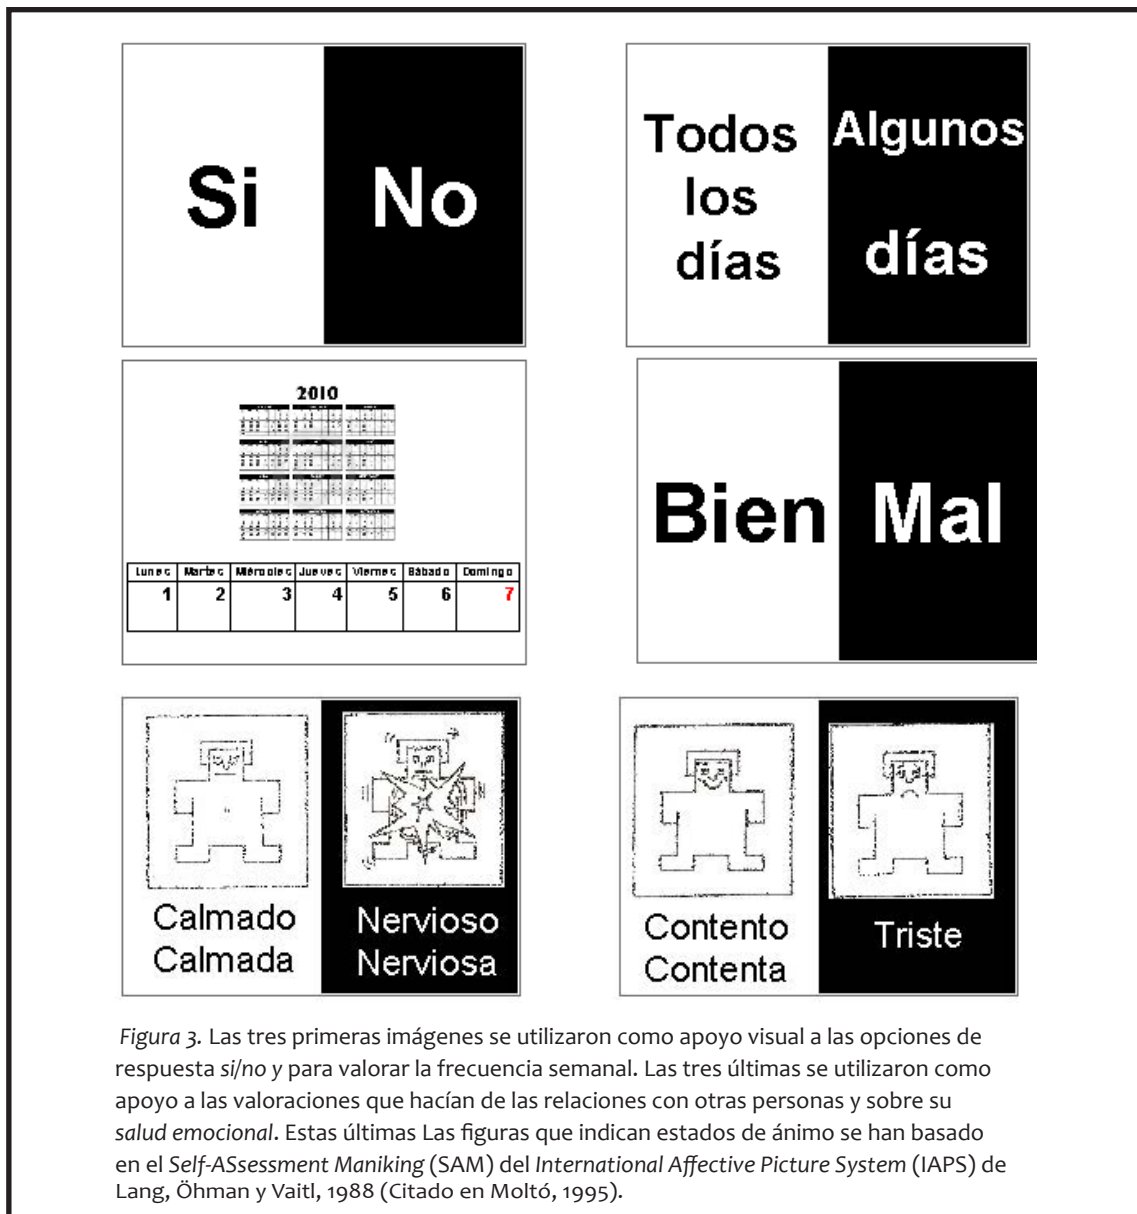 Si No
Todos
los
días
Algunos
días
2010
Lunes Martes Miércoles Jueves Viernes Sábado Domingo
1 2 3 4 5 6 7
Bien Mal
Calmado
Calmada
Nervioso
Nerviosa
Contento
Contenta
Triste
Figura 3. Las tres primeras imágenes se utilizaron como apoyo visual a las opciones de
respuesta si/no y para valorar la frecuencia semanal. Las tres últimas se utilizaron como
apoyo a las valoraciones que hacían de las relaciones con otras personas y sobre su
salud emocional. Estas últimas Las figuras que indican estados de ánimo se han basado
en el Self-ASsessment Maniking (SAM) del International Affective Picture System (IAPS) de
Lang, Öhman y Vaitl, 1988 (Citado en Moltó, 1995).